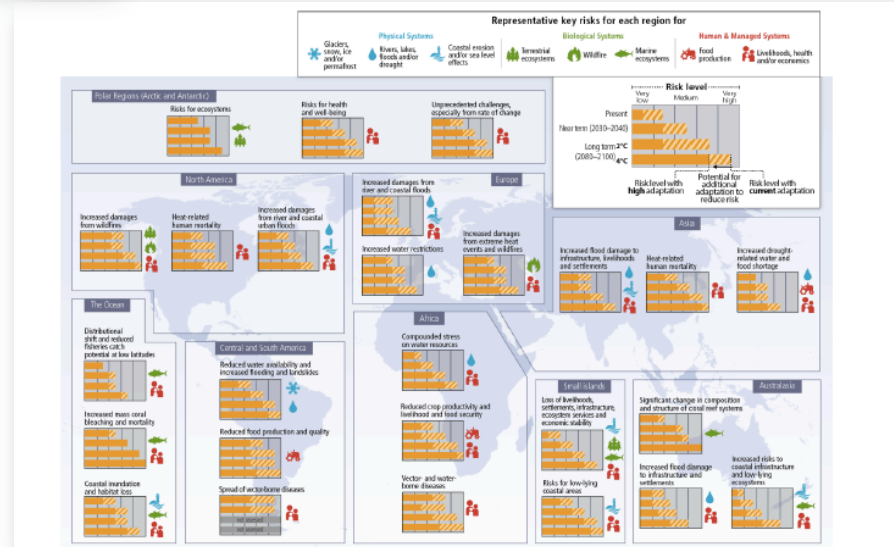 Representative key risks for each region for
Physical Systems
Biological Systems
Human & Managed Systems
Glaciers,
snow, ice
and/or
permafrost
Rivers, lakes,
floods and/or
drought
Coastal erosion
and/or sea level
effects
Terrestrial
ecosystems
Wildfire
Marine
ecosystems
Food
production
Livelihoods, health
and/or economics
Risk level
Very
low
Medium
Very
high
Present
Near term (2030–2040)
Long term 2°C
(2080–2100) 4°C
Risk level with
high adaptation
Potential for
additional
adaptation to
reduce risk
Risk level with
current adaptation
Polar Regions (Arctic and Antarctic)
Risks for ecosystems
Risks for health
and well-being
Unprecedented challenges,
especially from rate of change
North America
Increased damages
from wildfires
Heat-related
human mortality
Increased damages
from river and coastal
urban floods
Europe
Increased damages from
river and coastal floods
Increased water restrictions
Increased damages
from extreme heat
events and wildfires
Asia
Increased flood damage to
infrastructure, livelihoods
and settlements
Heat-related
human mortality
Increased drought-
related water and
food shortage
The Ocean
Distributional
shift and reduced
fisheries catch
potential at low latitudes
Increased mass coral
bleaching and mortality
Coastal inundation
and habitat loss
Central and South America
Reduced water availability and
increased flooding and landslides
Reduced food production and quality
Spread of vector-borne diseases
Africa
Compounded stress
on water resources
Reduced crop productivity and
livelihood and food security
Vector- and water-
borne diseases
Small islands
Loss of livelihoods,
settlements, infrastructure,
ecosystem services and
economic stability
Risks for low-lying
coastal areas
Australasia
Significant change in composition
and structure of coral reef systems
Increased flood damage
to infrastructure and
settlements
Increased risks to
coastal infrastructure
and low-lying
ecosystems